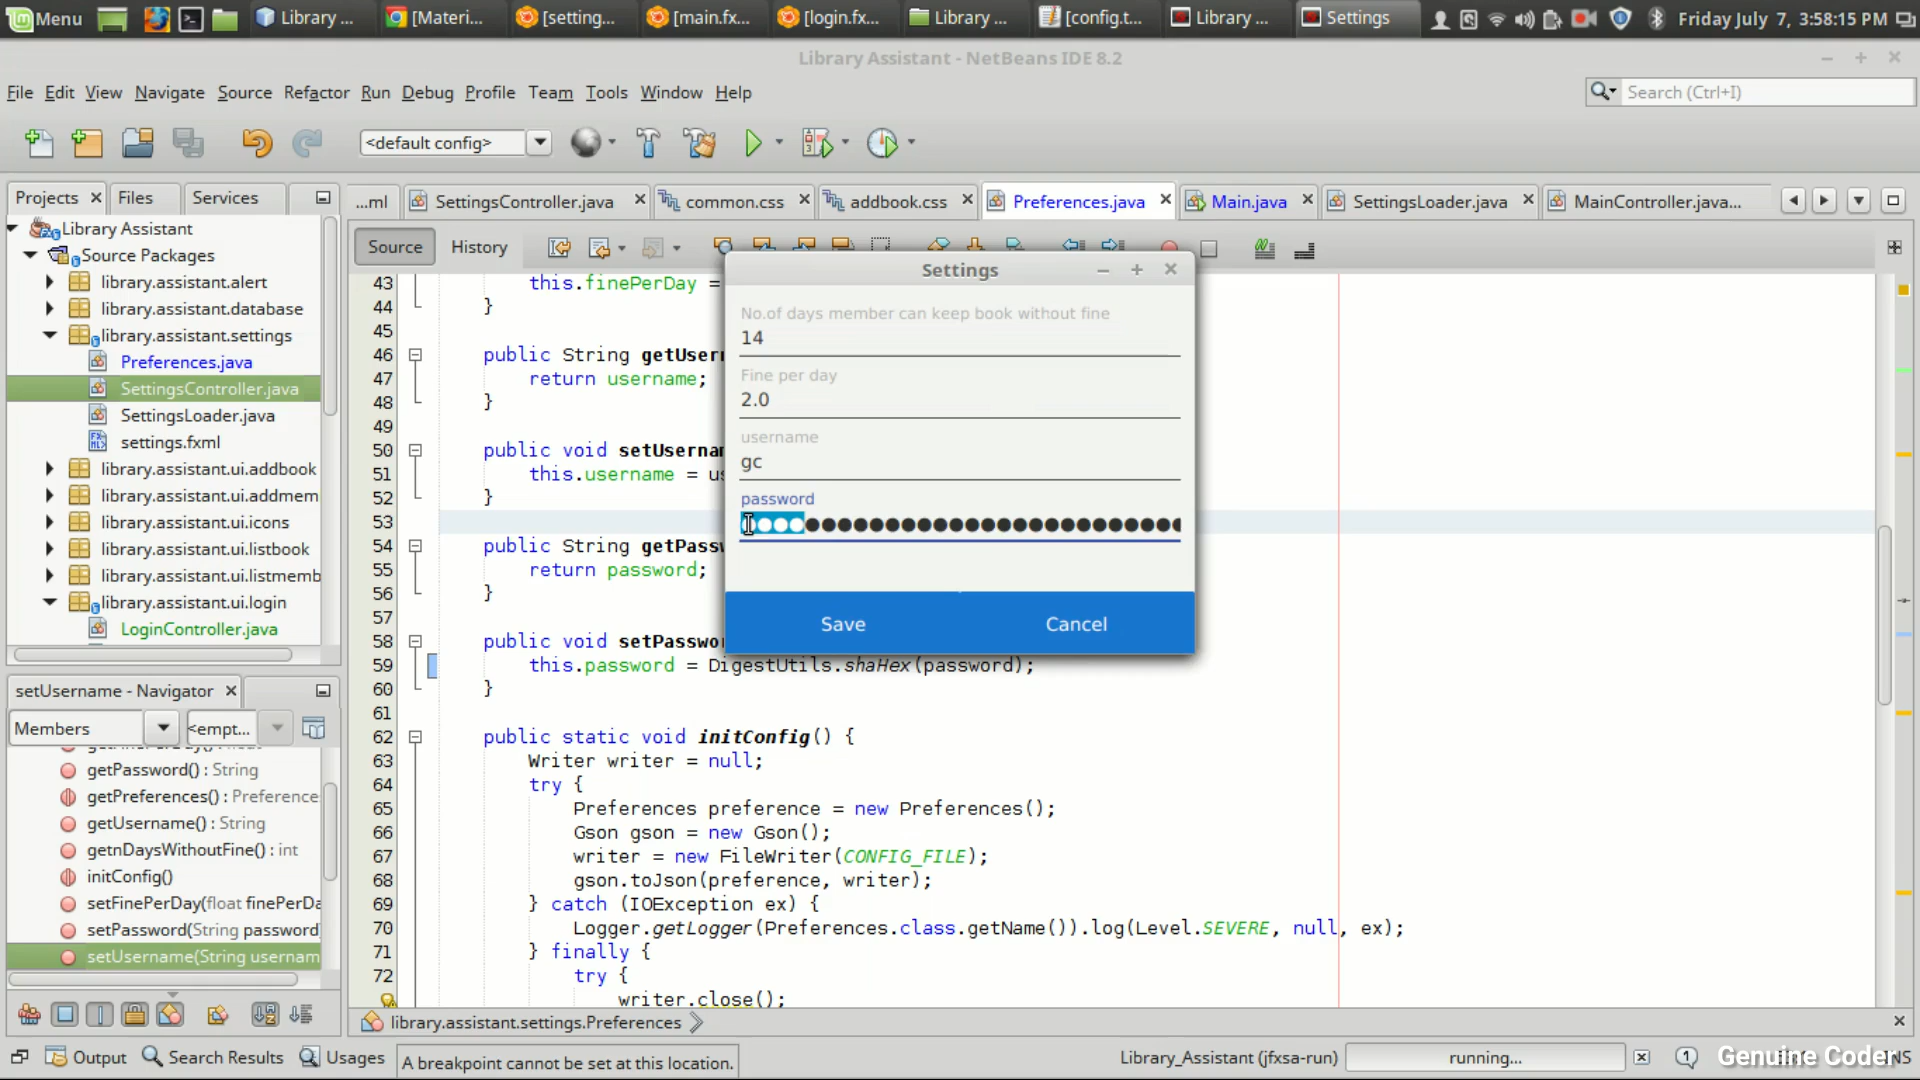 Menu
Library ...
[Materi...
[setting...
[main.fx...
[login.fx...
Library ...
[config.t...
Library ...
Settings
Friday July 7, 3:58:15 PM
Library Assistant - NetBeans IDE 8.2
File Edit View Navigate Source Refactor Run Debug Profile Team Tools Window Help
Search (Ctrl+I)
<default config>
Projects
Files
Services
...ml
SettingsController.java
common.css
addbook.css
Preferences.java
Main.java
SettingsLoader.java
MainController.java...
Source
History
Library Assistant
Source Packages
library.assistant.alert
library.assistant.database
library.assistant.settings
Preferences.java
SettingsController.java
SettingsLoader.java
settings.fxml
library.assistant.ui.addbook
library.assistant.ui.addmem
library.assistant.ui.icons
library.assistant.ui.listbook
library.assistant.ui.listmemb
library.assistant.ui.login
LoginController.java
43 this.finePerDay =
44 }
45
46 public String getUsern
47 return username;
48 }
49
50 public void setUsernam
51 this.username = us
52 }
53
54 public String getPassw
55 return password;
56 }
57
58 public void setPasswor
59 this.password = DigestUtils.shaHex(password);
60 }
61
62 public static void initConfig() {
63 Writer writer = null;
64 try {
65 Preferences preference = new Preferences();
66 Gson gson = new Gson();
67 writer = new FileWriter(CONFIG_FILE);
68 gson.toJson(preference, writer);
69 } catch (IOException ex) {
70 Logger.getLogger(Preferences.class.getName()).log(Level.SEVERE, null, ex);
71 } finally {
72 try {
writer.close();
Settings
No.of days member can keep book without fine
14
Fine per day
2.0
username
gc
password
Save
Cancel
setUsername - Navigator
Members
<empt...
getPassword() : String
getPreferences() : Preference
getUsername() : String
getnDaysWithoutFine() : int
initConfig()
setFinePerDay(float finePerDa
setPassword(String password
setUsername(String usernam
library.assistant.settings.Preferences
Output
Search Results
Usages
A breakpoint cannot be set at this location.
Library_Assistant (jfxsa-run)
running...
1
Genuine Coder